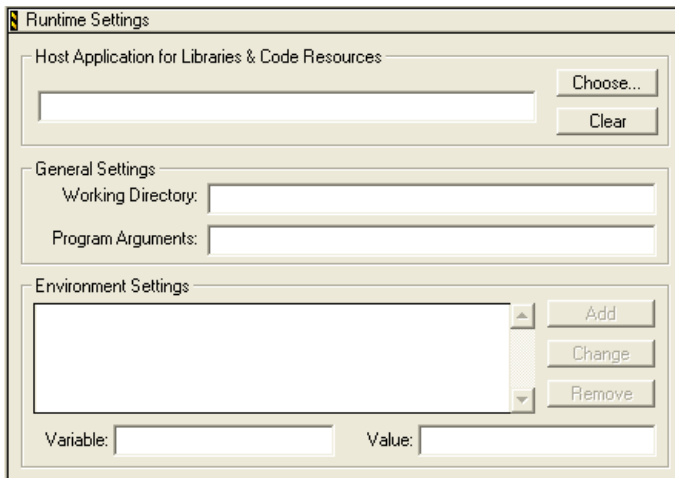 Runtime Settings
Host Application for Libraries & Code Resources
Choose...
Clear
General Settings
Working Directory:
Program Arguments:
Environment Settings
Add
Change
Remove
Variable: Value: